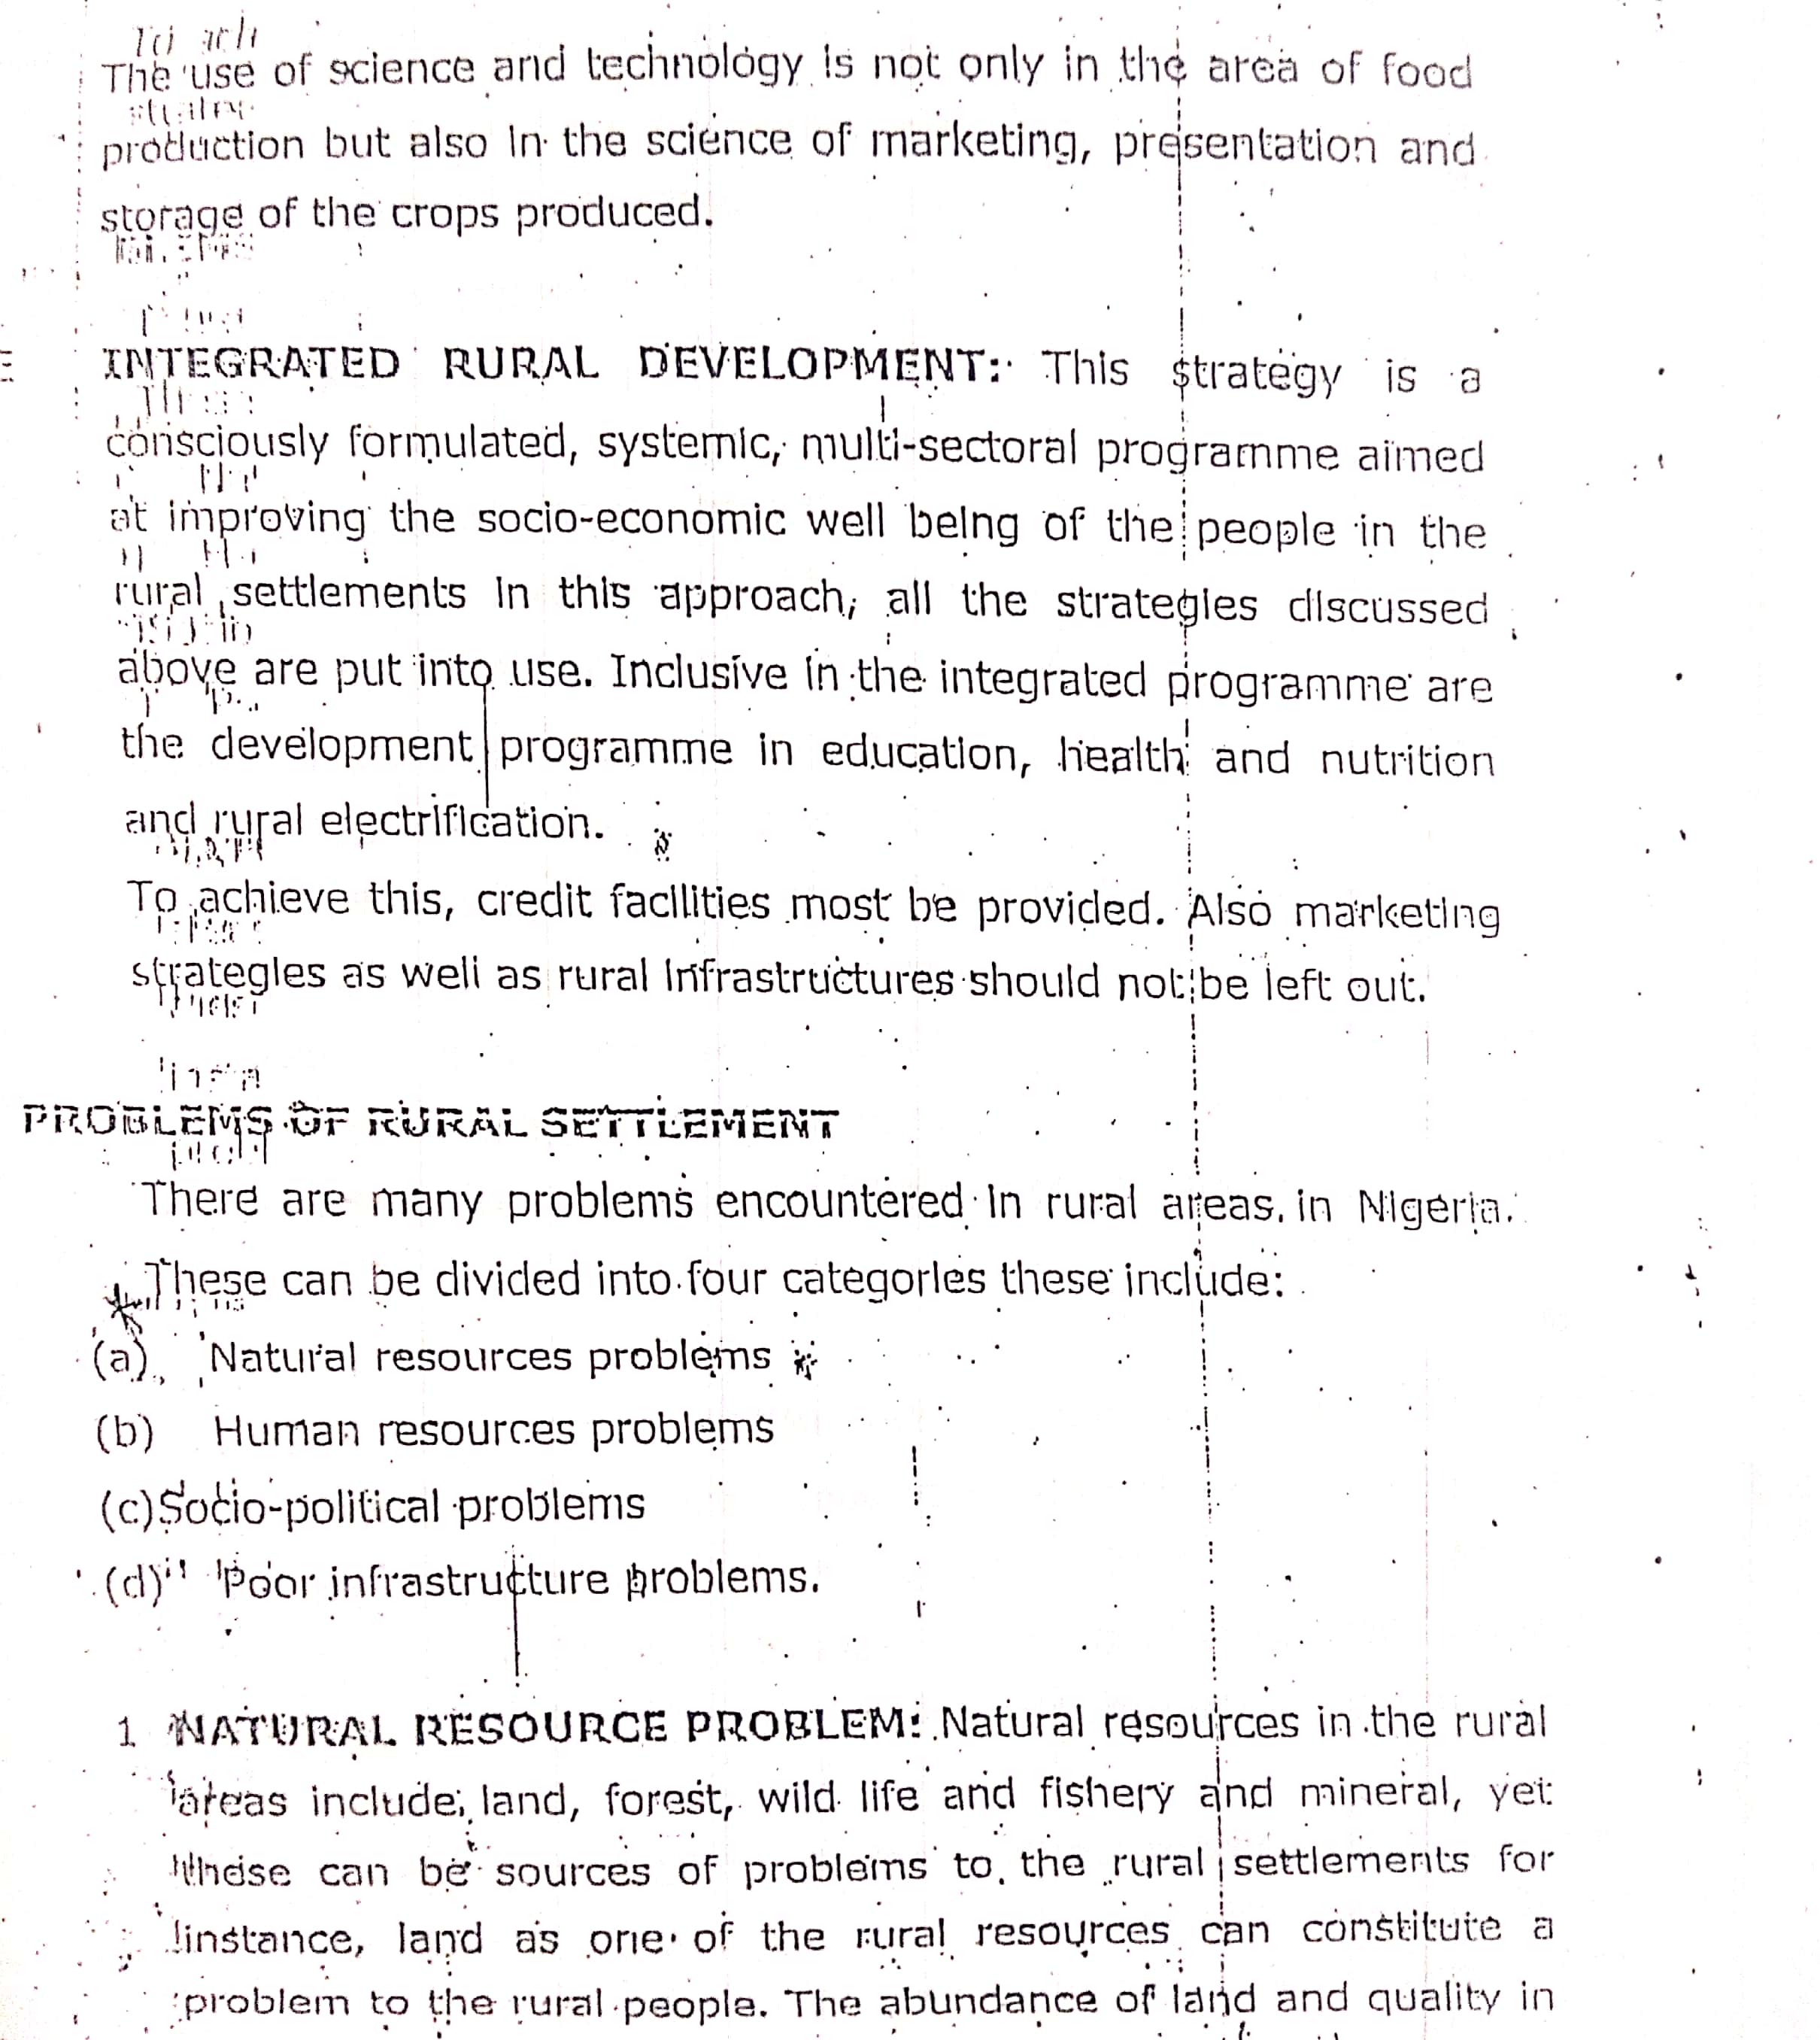 The use of science and technology is not only in the area of food
production but also in the science of marketing, presentation and
storage of the crops produced.
INTEGRATED RURAL DEVELOPMENT: This strategy is a
consciously formulated, systemic, multi-sectoral programme aimed
at improving the socio-economic well being of the people in the
rural settlements in this approach, all the strategies discussed
above are put into use. Inclusive in the integrated programme are
the development programme in education, health and nutrition
and rural electrification.
To achieve this, credit facilities most be provided. Also marketing
strategies as well as rural infrastructures should not be left out.
PROBLEMS OF RURAL SETTLEMENT
There are many problems encountered in rural areas in Nigeria.
These can be divided into four categories these include:
(a) Natural resources problems
(b) Human resources problems
(c)Socio-political problems
(d) Poor infrastructure problems.
1 NATURAL RESOURCE PROBLEM: Natural resources in the rural
areas include, land, forest, wild life and fishery and mineral, yet
these can be sources of problems to the rural settlements for
instance, land as one of the rural resources can constitute a
problem to the rural people. The abundance of land and quality in